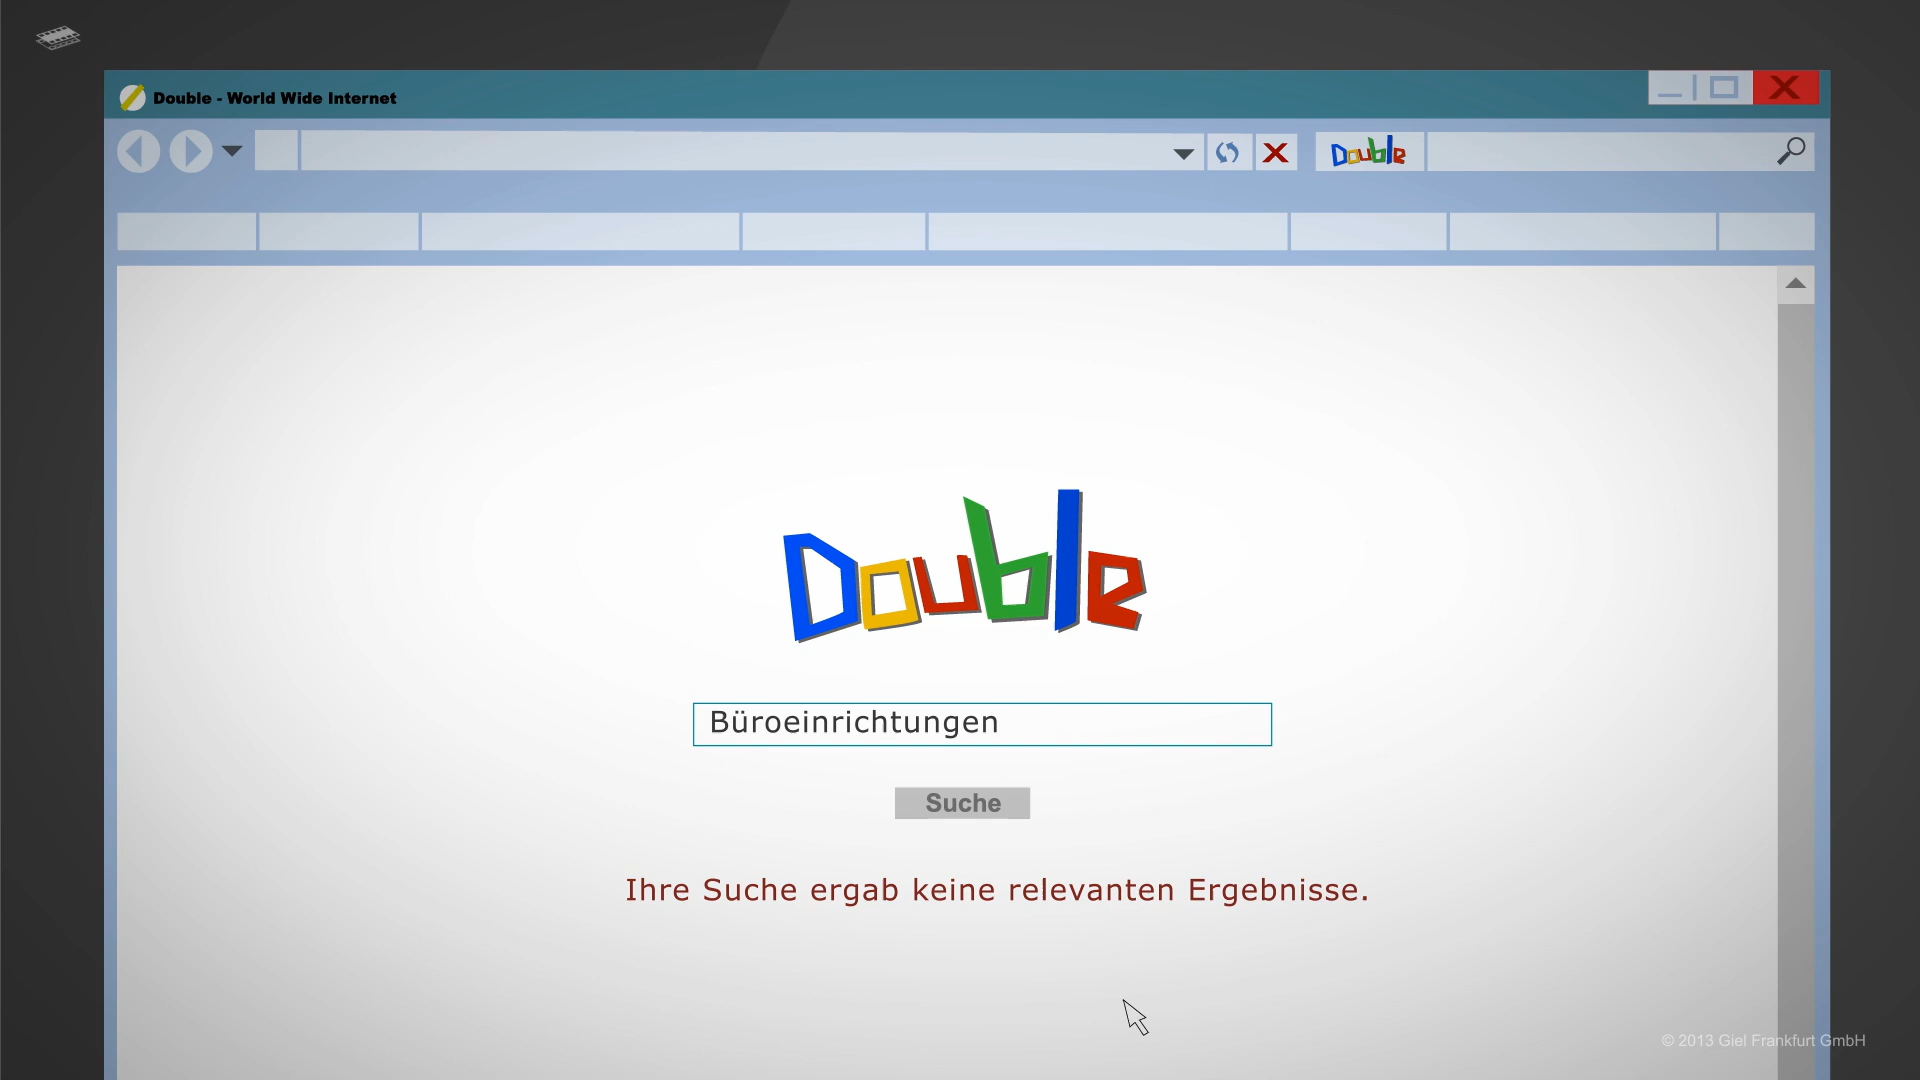 Double - World Wide Internet
Double
Double
Büroeinrichtungen
Suche
Ihre Suche ergab keine relevanten Ergebnisse.
© 2013 Giel Frankfurt GmbH